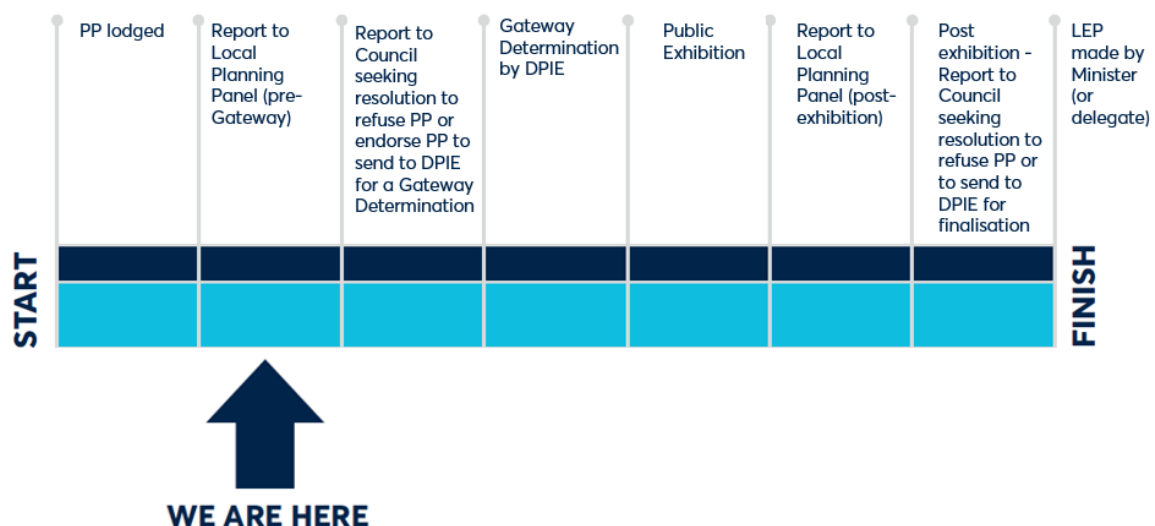 PP lodged
Report to
Local
Planning
Panel (pre-
Gateway)
Report to
Council
seeking
resolution to
refuse PP or
endorse PP to
send to DPIE
for a Gateway
Determination
Gateway
Determination
by DPIE
Public
Exhibition
Report to
Local
Planning
Panel (post-
exhibition)
Post
exhibition -
Report to
Council
seeking
resolution to
refuse PP or
to send to
DPIE for
finalisation
LEP
made by
Minister
(or
delegate)
START
FINISH
WE ARE HERE